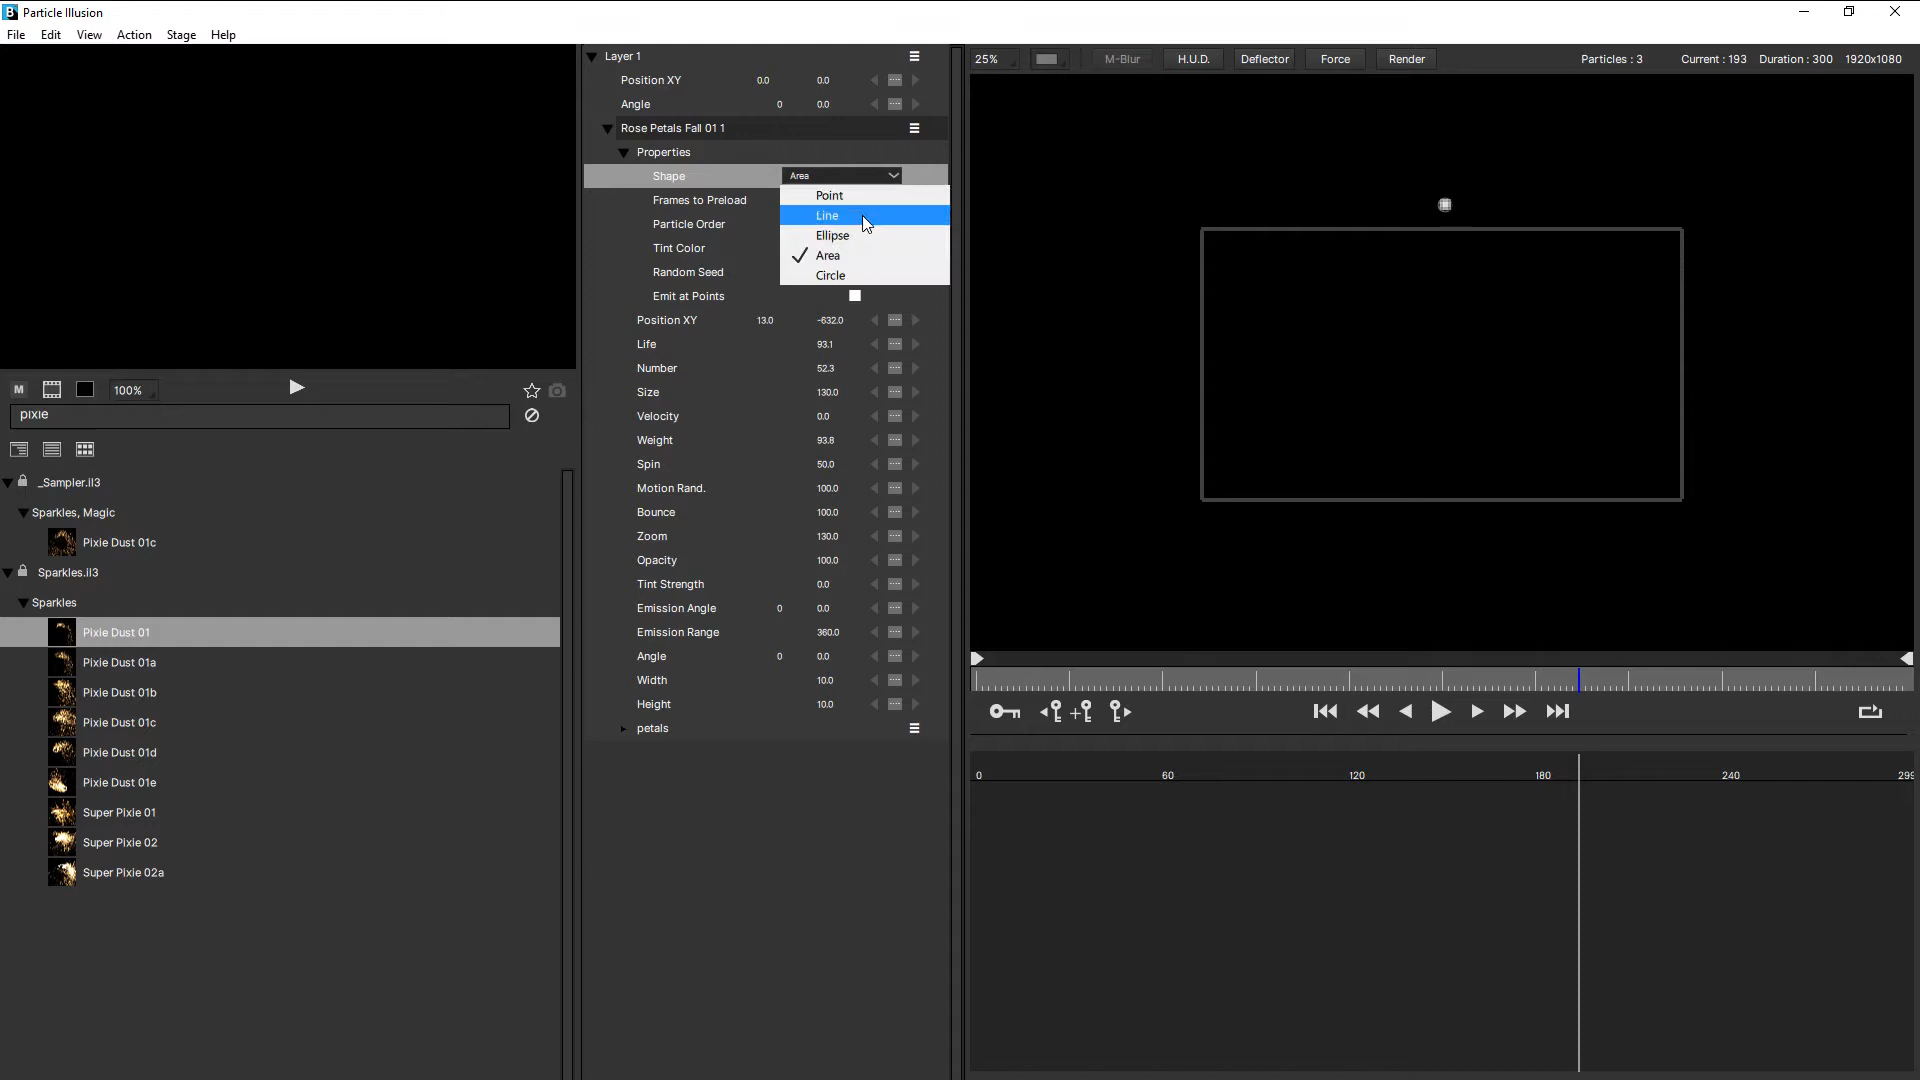 Particle Illusion
File Edit View Action Stage Help
M 100%
pixie
_Sampler.il3
Sparkles, Magic
Pixie Dust 01c
Sparkles.il3
Sparkles
Pixie Dust 01
Pixie Dust 01a
Pixie Dust 01b
Pixie Dust 01c
Pixie Dust 01d
Pixie Dust 01e
Super Pixie 01
Super Pixie 02
Super Pixie 02a
Layer 1
Position XY 0.0 0.0
Angle 0 0.0
Rose Petals Fall 01 1
Properties
Shape Area
Point
Line
Ellipse
Area
Circle
Frames to Preload
Particle Order
Tint Color
Random Seed
Emit at Points
Position XY 13.0 -632.0
Life 93.1
Number 52.3
Size 130.0
Velocity 0.0
Weight 93.8
Spin 50.0
Motion Rand. 100.0
Bounce 100.0
Zoom 130.0
Opacity 100.0
Tint Strength 0.0
Emission Angle 0 0.0
Emission Range 360.0
Angle 0 0.0
Width 10.0
Height 10.0
petals
25% M-Blur H.U.D. Deflector Force Render Particles : 3 Current : 193 Duration : 300 1920x1080
0 60 120 180 240 299